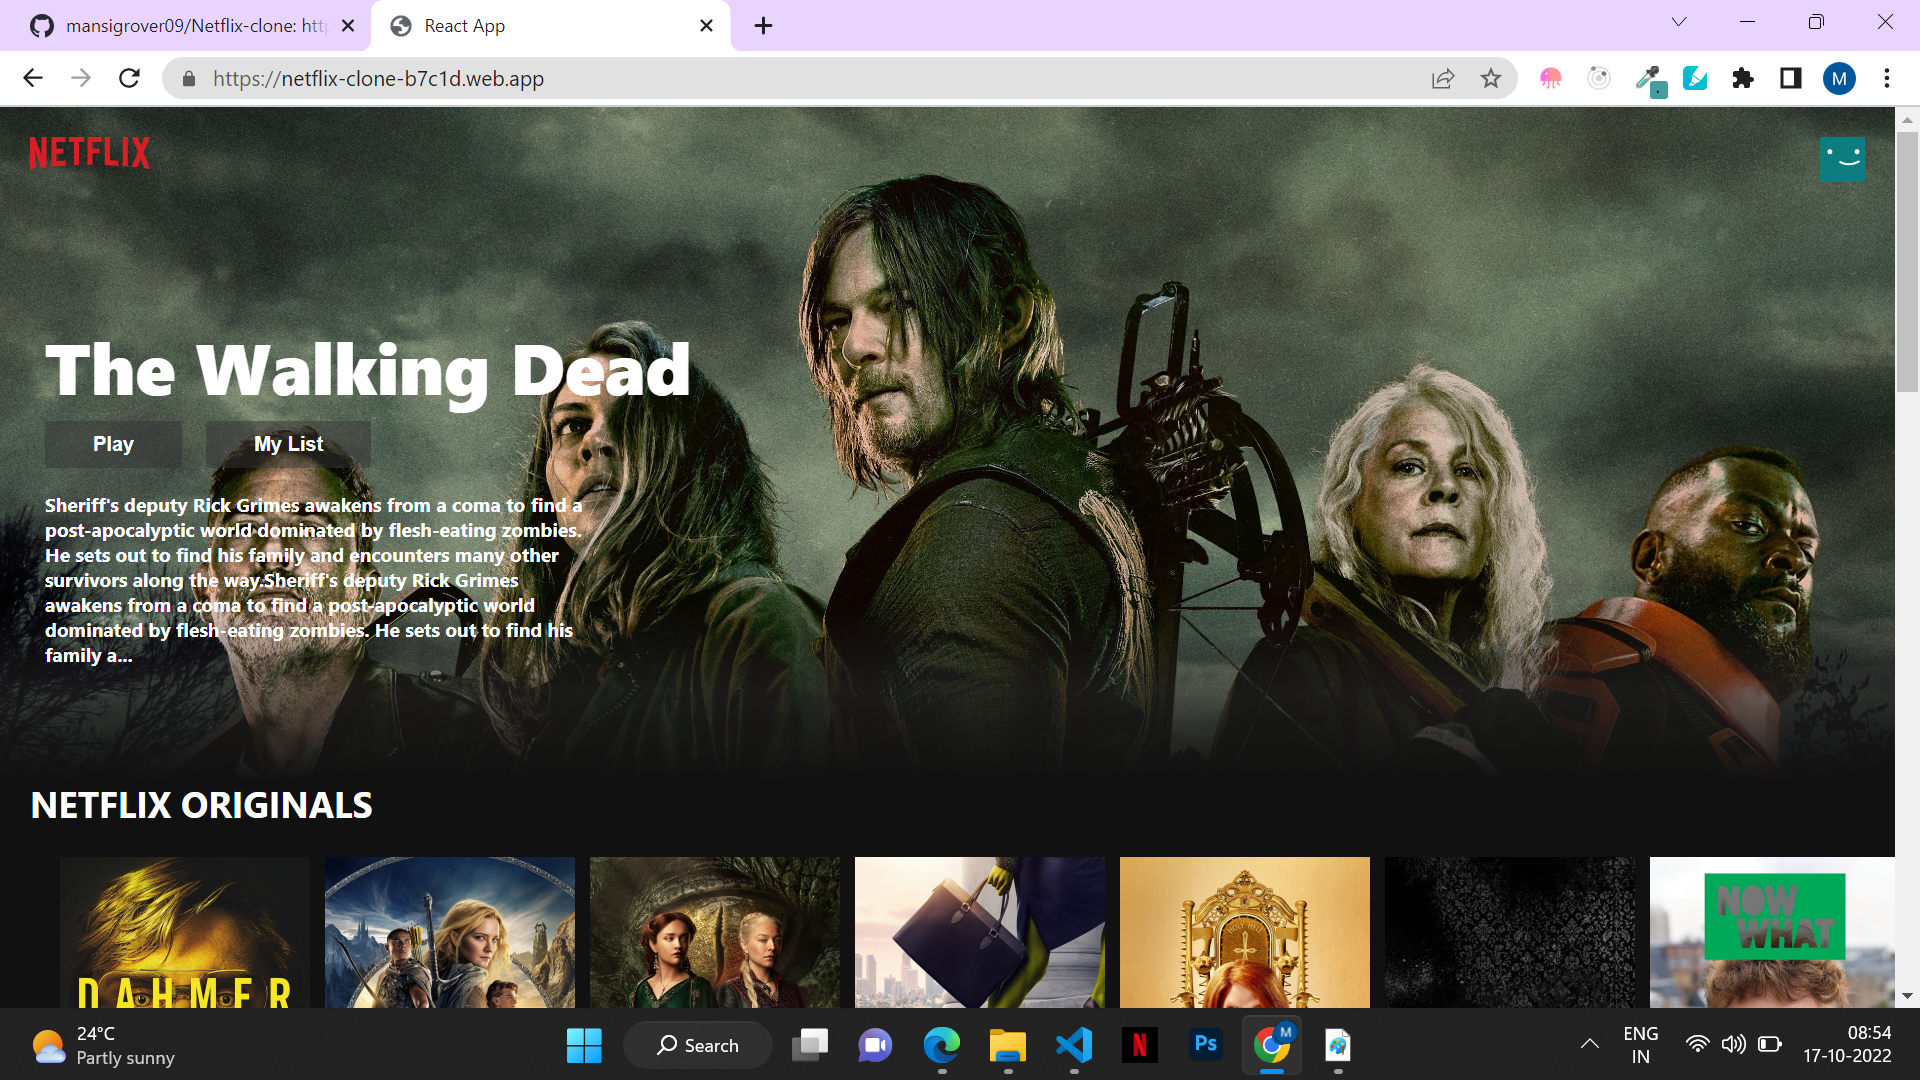 mansigrover09/Netflix-clone: htt
React App
https://netflix-clone-b7c1d.web.app
M
NETFLIX
The Walking Dead
Play
My List
Sheriff's deputy Rick Grimes awakens from a coma to find a
post-apocalyptic world dominated by flesh-eating zombies.
He sets out to find his family and encounters many other
survivors along the way.Sheriff's deputy Rick Grimes
awakens from a coma to find a post-apocalyptic world
dominated by flesh-eating zombies. He sets out to find his
family a...
NETFLIX ORIGINALS
DAHMER
HOLY HELL
NOW
WHAT
24°C
Partly sunny
Search
N
Ps
M
ENG
IN
08:54
17-10-2022